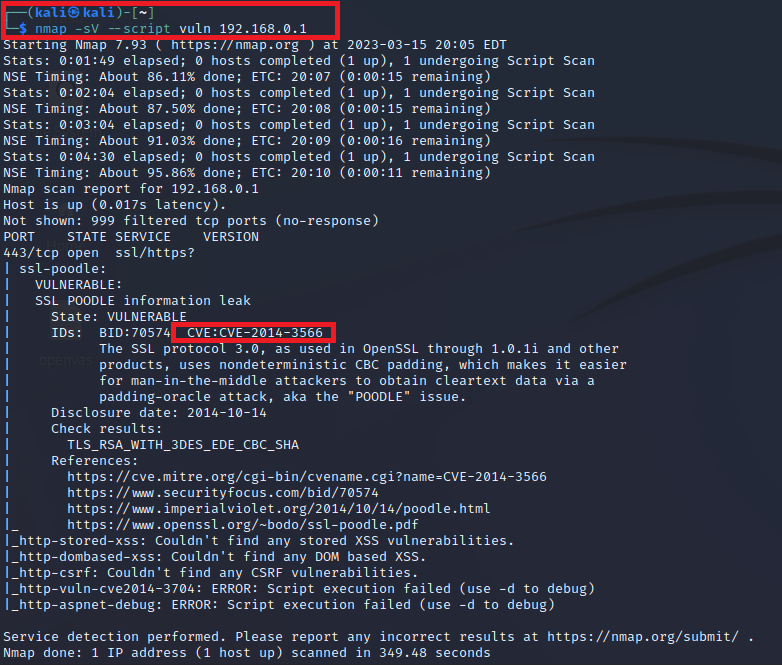 ┌──(kali㉿kali)-[~]
└─$ nmap -sV --script vuln 192.168.0.1
Starting Nmap 7.93 ( https://nmap.org ) at 2023-03-15 20:05 EDT
Stats: 0:01:49 elapsed; 0 hosts completed (1 up), 1 undergoing Script Scan
NSE Timing: About 86.11% done; ETC: 20:07 (0:00:15 remaining)
Stats: 0:02:04 elapsed; 0 hosts completed (1 up), 1 undergoing Script Scan
NSE Timing: About 87.50% done; ETC: 20:08 (0:00:15 remaining)
Stats: 0:03:04 elapsed; 0 hosts completed (1 up), 1 undergoing Script Scan
NSE Timing: About 91.03% done; ETC: 20:09 (0:00:16 remaining)
Stats: 0:04:30 elapsed; 0 hosts completed (1 up), 1 undergoing Script Scan
NSE Timing: About 95.86% done; ETC: 20:10 (0:00:11 remaining)
Nmap scan report for 192.168.0.1
Host is up (0.017s latency).
Not shown: 999 filtered tcp ports (no-response)
PORT    STATE SERVICE    VERSION
443/tcp open  ssl/https?
| ssl-poodle:
|   VULNERABLE:
|   SSL POODLE information leak
|     State: VULNERABLE
|     IDs:  BID:70574  CVE:CVE-2014-3566
|           The SSL protocol 3.0, as used in OpenSSL through 1.0.1i and other
|           products, uses nondeterministic CBC padding, which makes it easier
|           for man-in-the-middle attackers to obtain cleartext data via a
|           padding-oracle attack, aka the "POODLE" issue.
|     Disclosure date: 2014-10-14
|     Check results:
|       TLS_RSA_WITH_3DES_EDE_CBC_SHA
|     References:
|       https://cve.mitre.org/cgi-bin/cvename.cgi?name=CVE-2014-3566
|       https://www.securityfocus.com/bid/70574
|       https://www.imperialviolet.org/2014/10/14/poodle.html
|_      https://www.openssl.org/~bodo/ssl-poodle.pdf
|_http-stored-xss: Couldn't find any stored XSS vulnerabilities.
|_http-dombased-xss: Couldn't find any DOM based XSS.
|_http-csrf: Couldn't find any CSRF vulnerabilities.
|_http-vuln-cve2014-3704: ERROR: Script execution failed (use -d to debug)
|_http-aspnet-debug: ERROR: Script execution failed (use -d to debug)

Service detection performed. Please report any incorrect results at https://nmap.org/submit/ .
Nmap done: 1 IP address (1 host up) scanned in 349.48 seconds